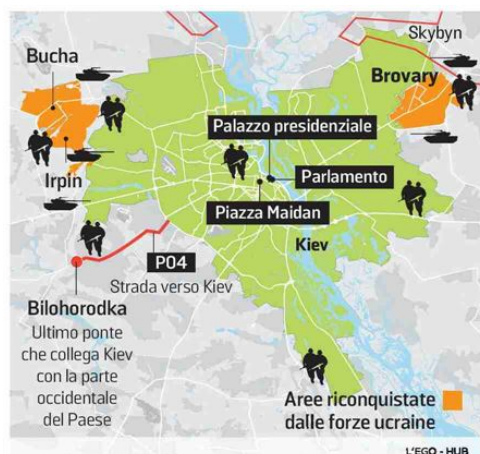 Skybyn
Bucha
Brovary
Palazzo presidenziale
Irpin
Parlamento
Piazza Maidan
Kiev
P04
Strada verso Kiev
Bilohorodka
Ultimo ponte
che collega Kiev
con la parte
occidentale
del Paese
Aree riconquistate
dalle forze ucraine
L'EGO - HUB